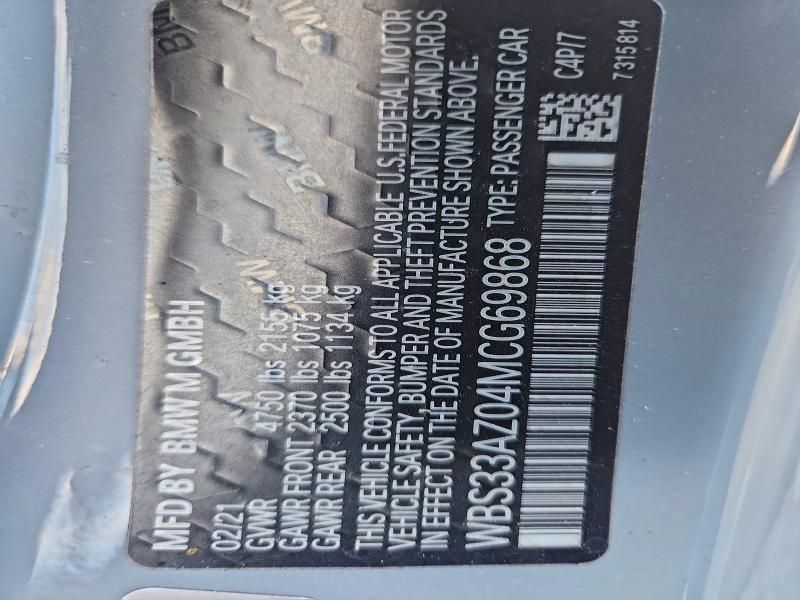 MFD BY BMW M GMBH
02/21
GVWR 4750 lbs 2155 kg
GAWR FRONT 2370 lbs 1075 kg
GAWR REAR 2500 lbs 1134 kg
THIS VEHICLE CONFORMS TO ALL APPLICABLE U.S. FEDERAL MOTOR
VEHICLE SAFETY, BUMPER AND THEFT PREVENTION STANDARDS
IN EFFECT ON THE DATE OF MANUFACTURE SHOWN ABOVE.
WBS33AZ04MCG69868 TYPE: PASSENGER CAR
C4P/7
7315814